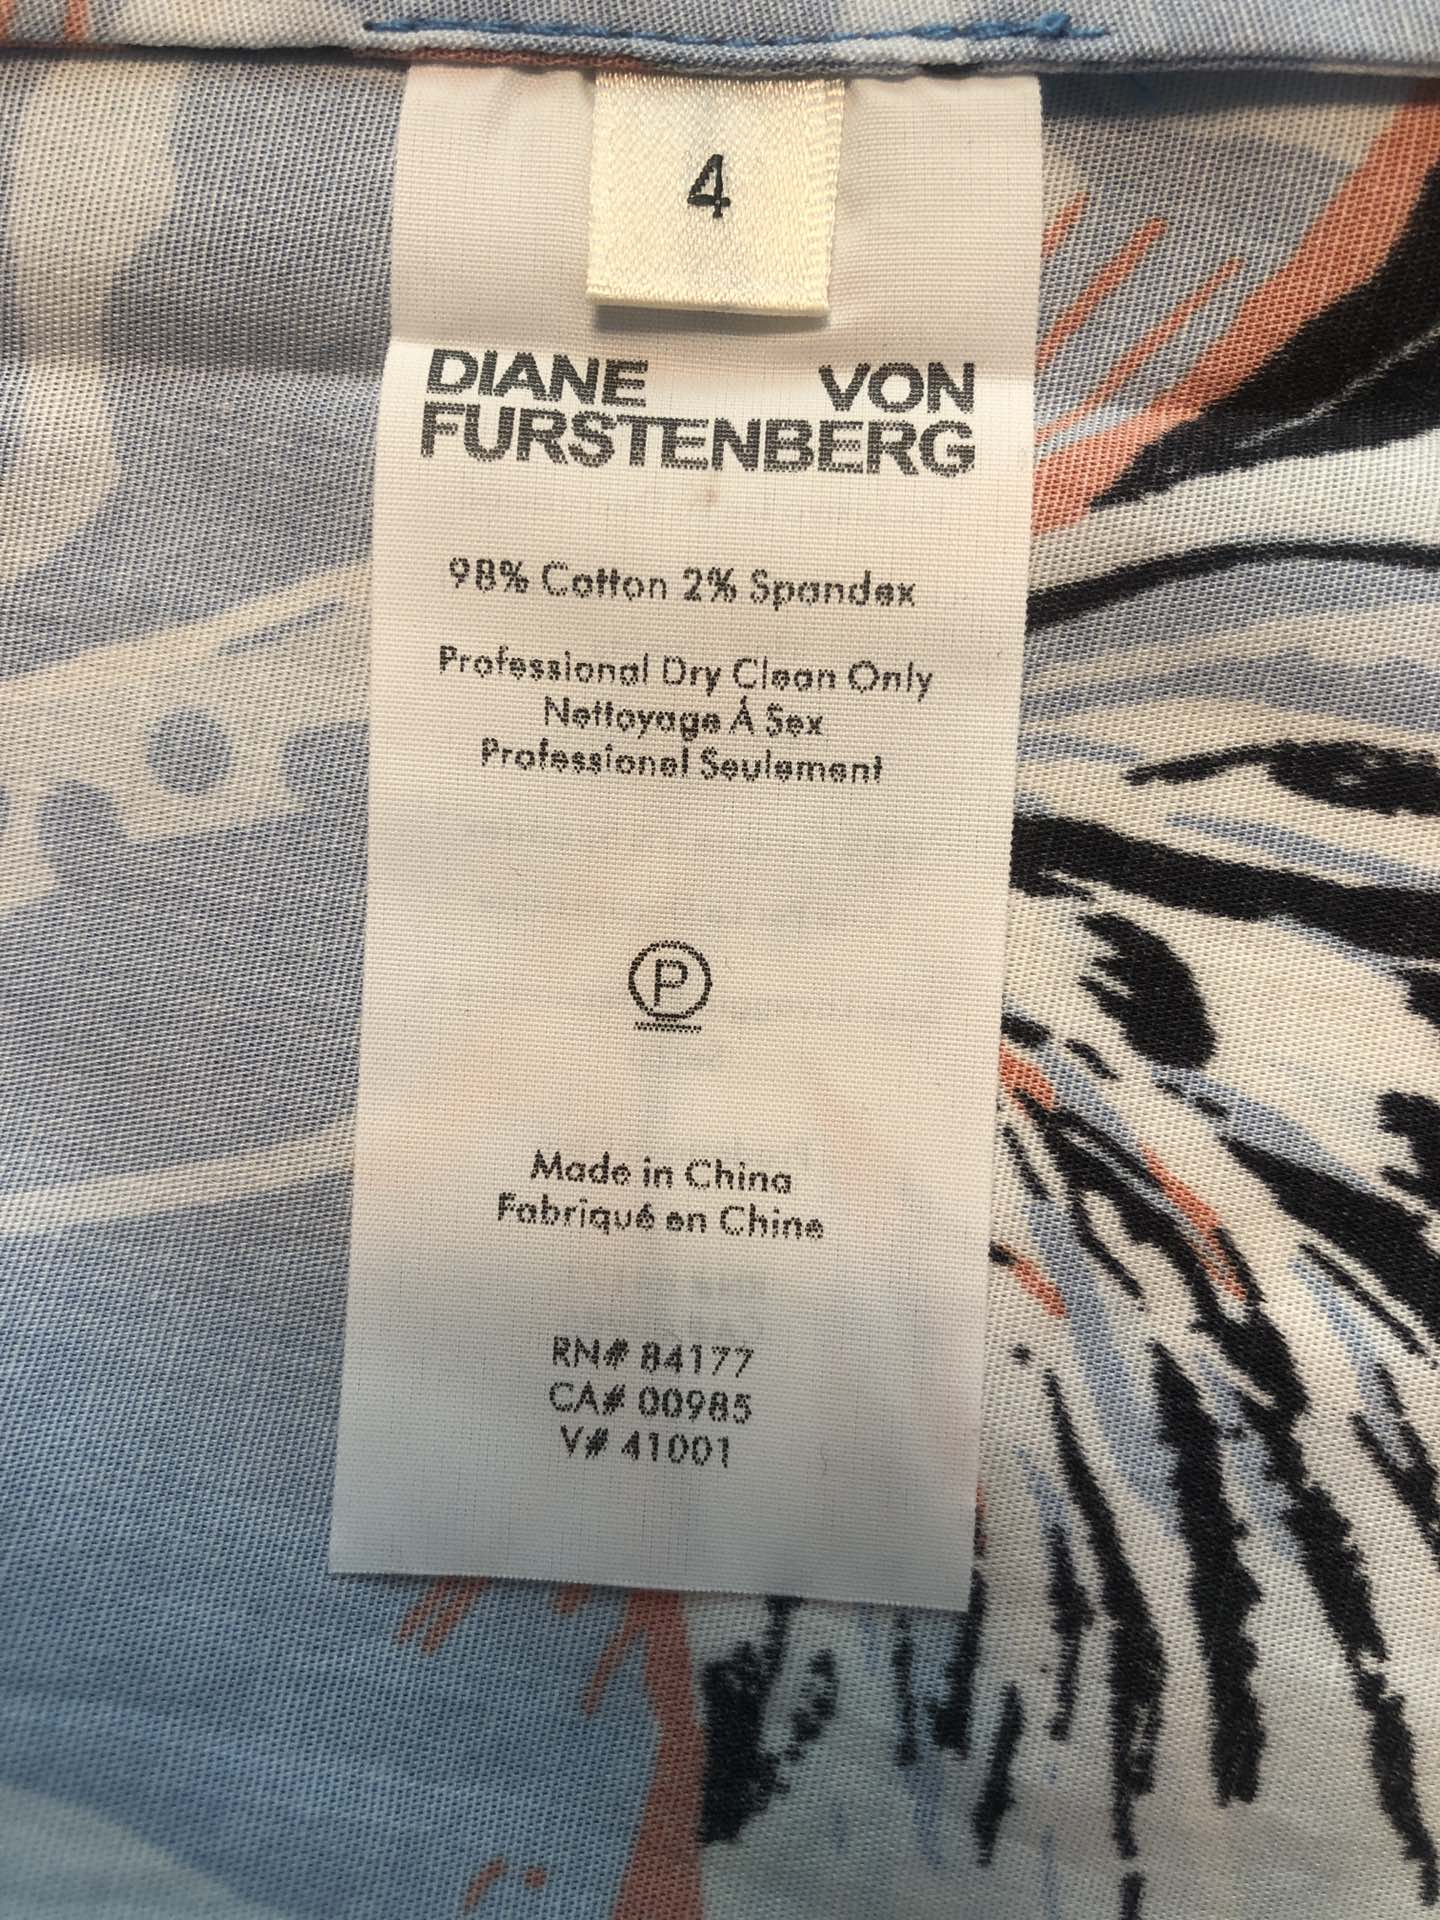 4
DIANE VON
FURSTENBERG
98% Cotton 2% Spandex
Professional Dry Clean Only
Nettoyage À Sex
Professionel Seulement
P
Made in China
Fabriqué en Chine
RN# 84177
CA# 00985
V# 41001